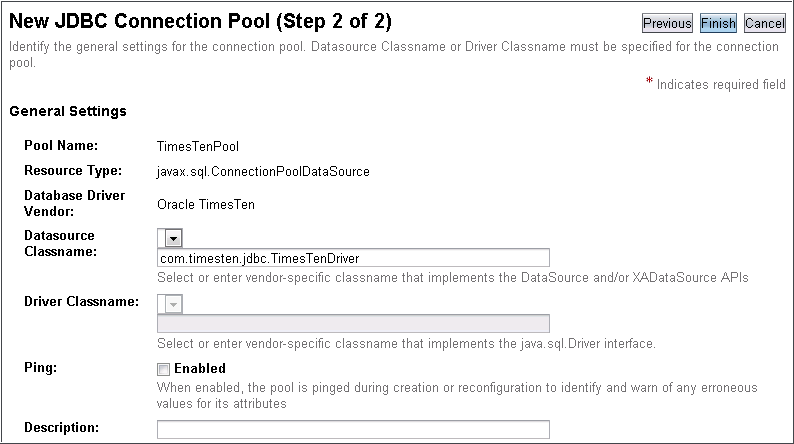 New JDBC Connection Pool (Step 2 of 2)
Previous Finish Cancel
Identify the general settings for the connection pool. Datasource Classname or Driver Classname must be specified for the connection
pool.
* Indicates required field
General Settings
Pool Name: TimesTenPool
Resource Type: javax.sql.ConnectionPoolDataSource
Database Driver
Vendor: Oracle TimesTen
Datasource
Classname:
com.timesten.jdbc.TimesTenDriver
Select or enter vendor-specific classname that implements the DataSource and/or XADataSource APIs
Driver Classname:
Select or enter vendor-specific classname that implements the java.sql.Driver interface.
Ping: Enabled
When enabled, the pool is pinged during creation or reconfiguration to identify and warn of any erroneous
values for its attributes
Description: